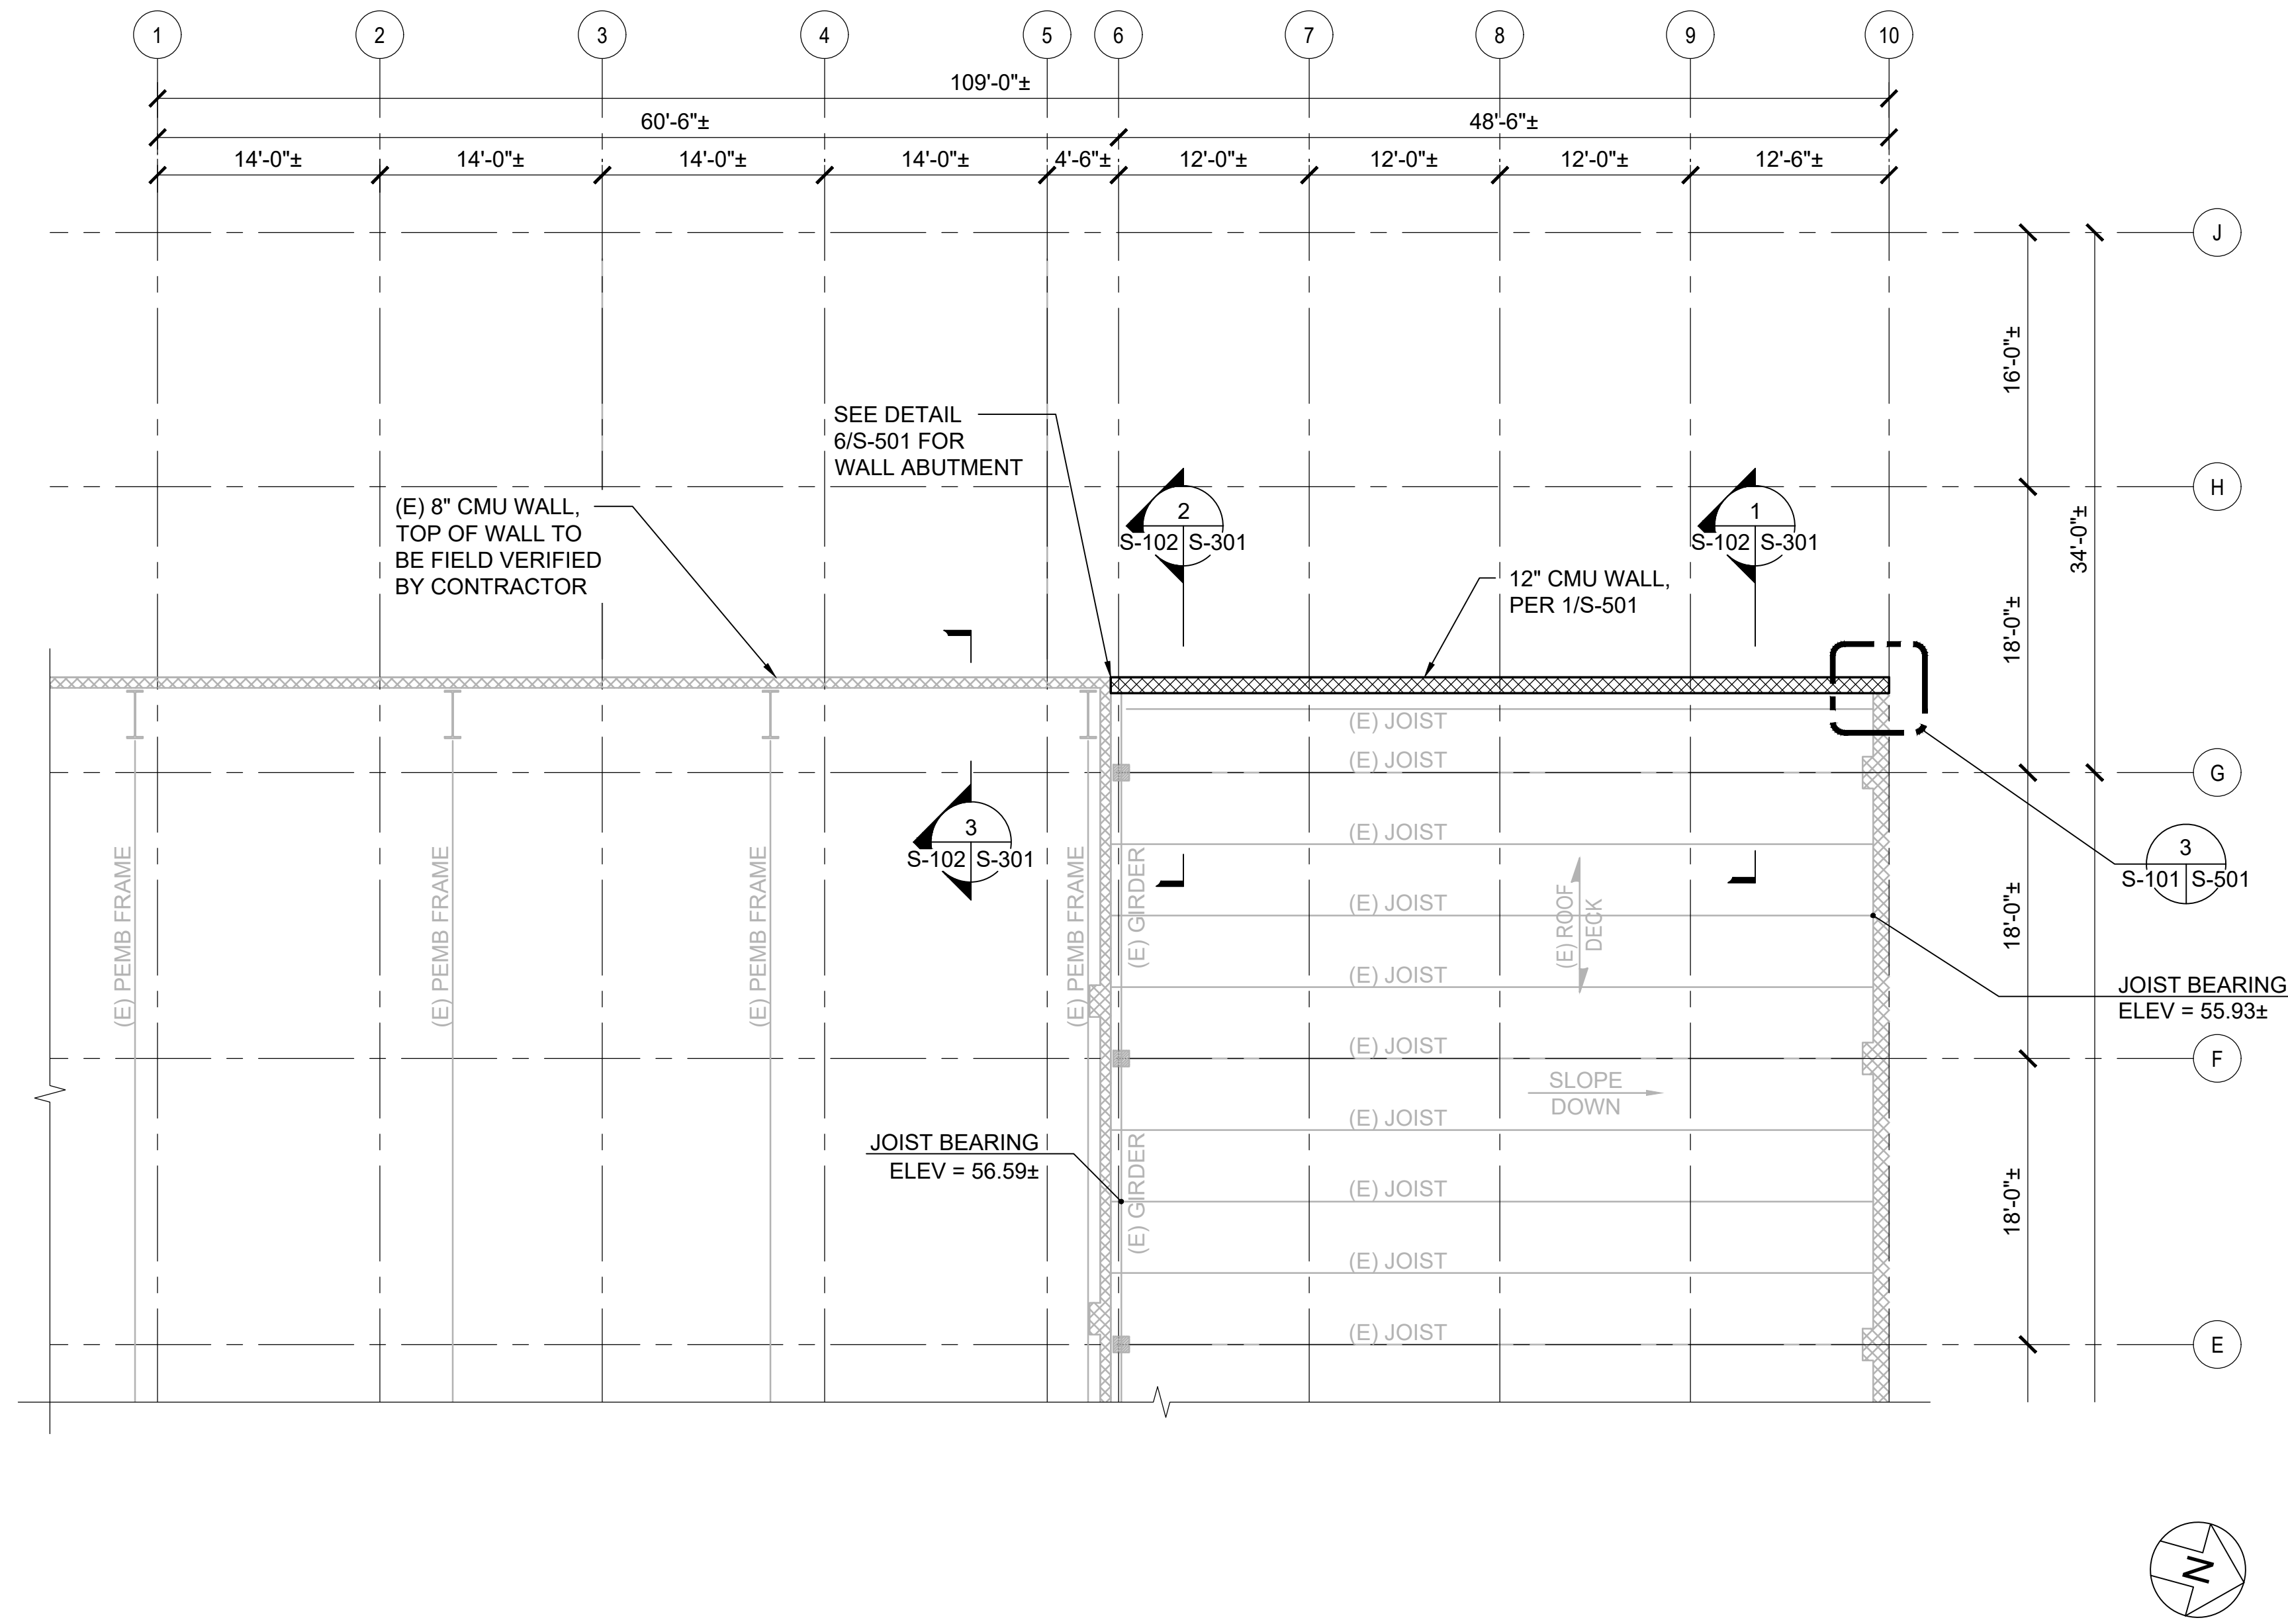 1 2 3 4 5 6 7 8 9 10
109'-0"±
60'-6"± 48'-6"±
14'-0"± 14'-0"± 14'-0"± 14'-0"± 4'-6"± 12'-0"± 12'-0"± 12'-0"± 12'-6"±
J
16'-0"±
SEE DETAIL
6/S-501 FOR
WALL ABUTMENT
H
(E) 8" CMU WALL,
TOP OF WALL TO
BE FIELD VERIFIED
BY CONTRACTOR
2
S-102 S-301
1
S-102 S-301
34'-0"±
12" CMU WALL,
PER 1/S-501
18'-0"±
(E) JOIST
(E) JOIST
G
3
S-102 S-301
(E) JOIST
3
S-101 S-501
(E) PEMB FRAME
(E) PEMB FRAME
(E) PEMB FRAME
(E) PEMB FRAME
(E) GIRDER
(E) JOIST
(E) ROOF
DECK
18'-0"±
(E) JOIST
JOIST BEARING
ELEV = 55.93±
(E) JOIST
F
SLOPE
DOWN
(E) JOIST
JOIST BEARING
ELEV = 56.59±
(E) GIRDER
(E) JOIST
18'-0"±
(E) JOIST
(E) JOIST
E
N